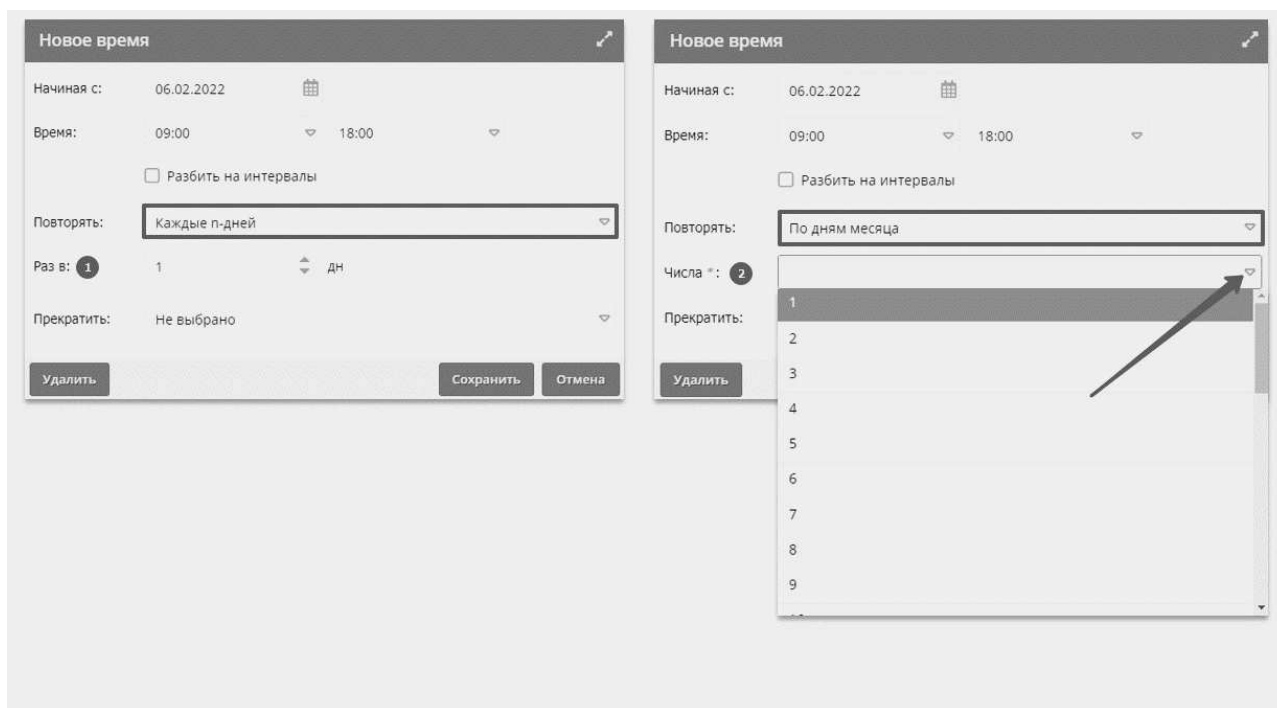 Новое время
Начиная с: 06.02.2022
Время: 09:00 18:00
Разбить на интервалы
Повторять: Каждые n-дней
Раз в: 1 1 дн
Прекратить: Не выбрано
Удалить Сохранить Отмена
Новое время
Начиная с: 06.02.2022
Время: 09:00 18:00
Разбить на интервалы
Повторять: По дням месяца
Числа *: 2
1
Прекратить:
2
Удалить
3
4
5
6
7
8
9